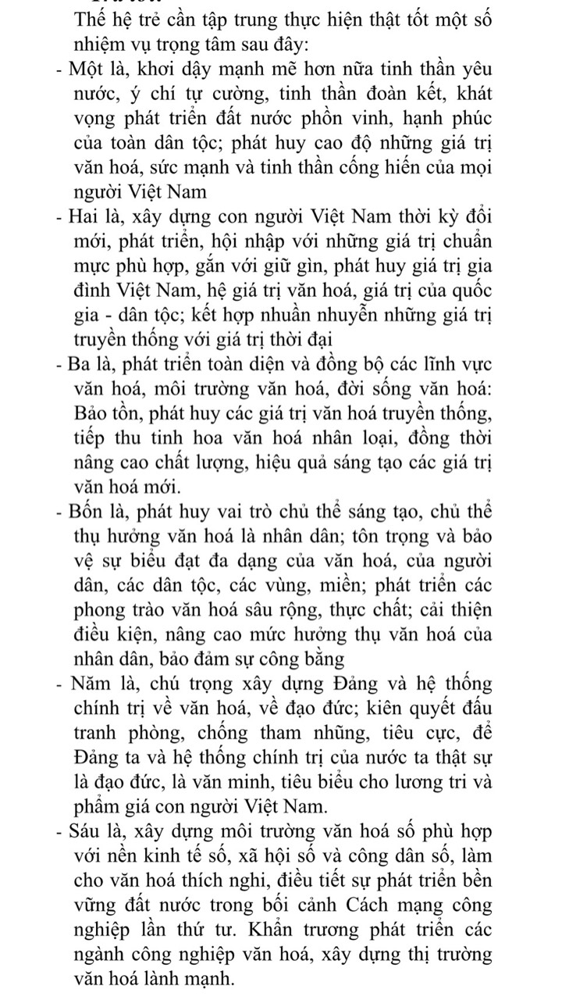 Thế hệ trẻ cần tập trung thực hiện thật tốt một số
nhiệm vụ trọng tâm sau đây:
- Một là, khơi dậy mạnh mẽ hơn nữa tinh thần yêu
nước, ý chí tự cường, tinh thần đoàn kết, khát
vọng phát triển đất nước phồn vinh, hạnh phúc
của toàn dân tộc; phát huy cao độ những giá trị
văn hoá, sức mạnh và tinh thần cống hiến của mọi
người Việt Nam
- Hai là, xây dựng con người Việt Nam thời kỳ đổi
mới, phát triển, hội nhập với những giá trị chuẩn
mực phù hợp, gắn với giữ gìn, phát huy giá trị gia
đình Việt Nam, hệ giá trị văn hoá, giá trị của quốc
gia - dân tộc; kết hợp nhuần nhuyễn những giá trị
truyền thống với giá trị thời đại
- Ba là, phát triển toàn diện và đồng bộ các lĩnh vực
văn hoá, môi trường văn hoá, đời sống văn hoá:
Bảo tồn, phát huy các giá trị văn hoá truyền thống,
tiếp thu tinh hoa văn hoá nhân loại, đồng thời
nâng cao chất lượng, hiệu quả sáng tạo các giá trị
văn hoá mới.
- Bốn là, phát huy vai trò chủ thể sáng tạo, chủ thể
thụ hưởng văn hoá là nhân dân; tôn trọng và bảo
vệ sự biểu đạt đa dạng của văn hoá, của người
dân, các dân tộc, các vùng, miền; phát triển các
phong trào văn hoá sâu rộng, thực chất; cải thiện
điều kiện, nâng cao mức hưởng thụ văn hoá của
nhân dân, bảo đảm sự công bằng
- Năm là, chú trọng xây dựng Đảng và hệ thống
chính trị về văn hoá, về đạo đức; kiên quyết đấu
tranh phòng, chống tham nhũng, tiêu cực, để
Đảng ta và hệ thống chính trị của nước ta thật sự
là đạo đức, là văn minh, tiêu biểu cho lương tri và
phẩm giá con người Việt Nam.
- Sáu là, xây dựng môi trường văn hoá số phù hợp
với nền kinh tế số, xã hội số và công dân số, làm
cho văn hoá thích nghi, điều tiết sự phát triển bền
vững đất nước trong bối cảnh Cách mạng công
nghiệp lần thứ tư. Khẩn trương phát triển các
ngành công nghiệp văn hoá, xây dựng thị trường
văn hoá lành mạnh.